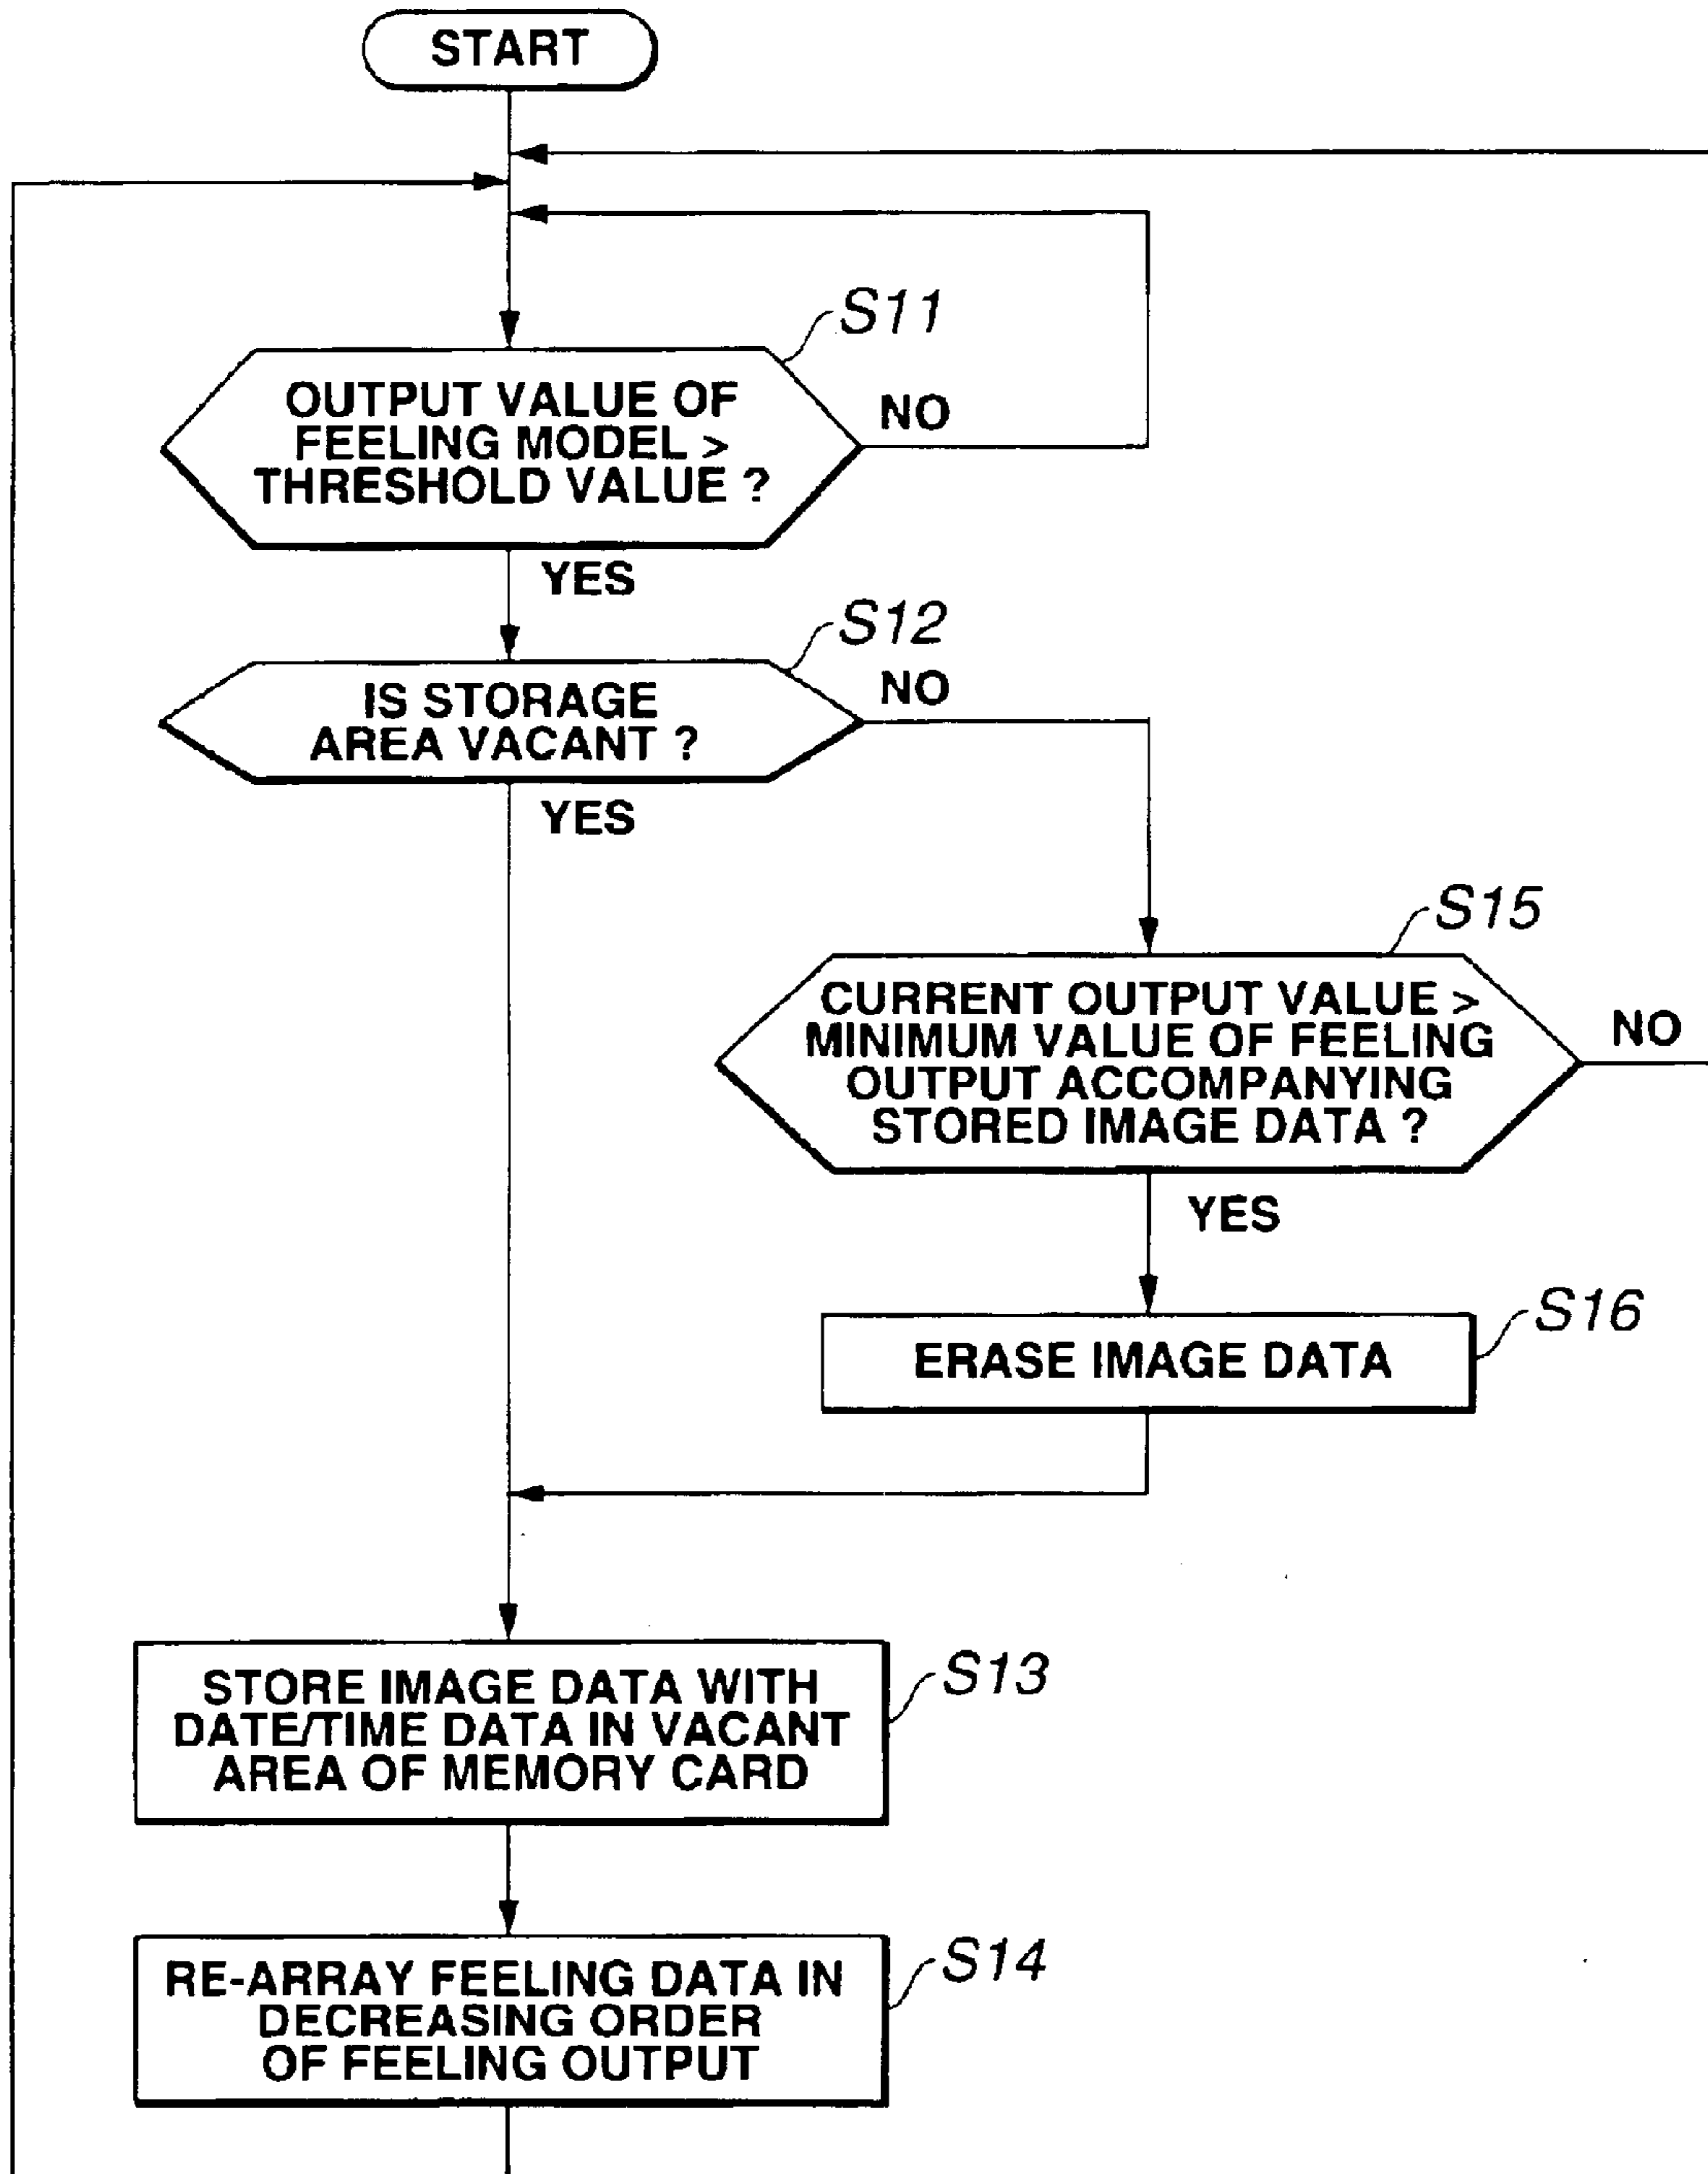 START
S11
OUTPUT VALUE OF
FEELING MODEL >
THRESHOLD VALUE ?
NO
YES
S12
IS STORAGE
AREA VACANT ?
NO
YES
S15
CURRENT OUTPUT VALUE >
MINIMUM VALUE OF FEELING
OUTPUT ACCOMPANYING
STORED IMAGE DATA ?
NO
YES
S16
ERASE IMAGE DATA
S13
STORE IMAGE DATA WITH
DATE/TIME DATA IN VACANT
AREA OF MEMORY CARD
S14
RE-ARRAY FEELING DATA IN
DECREASING ORDER
OF FEELING OUTPUT